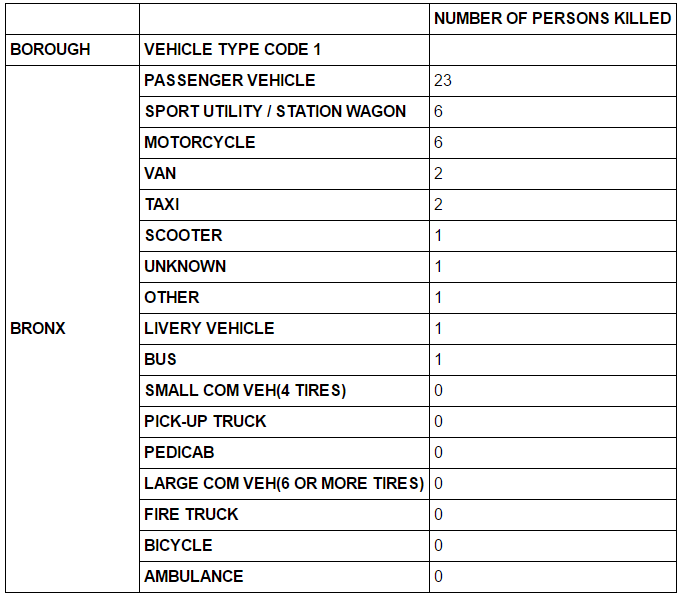 NUMBER OF PERSONS KILLED
BOROUGH VEHICLE TYPE CODE 1
PASSENGER VEHICLE 23
SPORT UTILITY / STATION WAGON 6
MOTORCYCLE 6
VAN 2
TAXI 2
SCOOTER 1
UNKNOWN 1
OTHER 1
BRONX LIVERY VEHICLE 1
BUS 1
SMALL COM VEH(4 TIRES) 0
PICK-UP TRUCK 0
PEDICAB 0
LARGE COM VEH(6 OR MORE TIRES) 0
FIRE TRUCK 0
BICYCLE 0
AMBULANCE 0